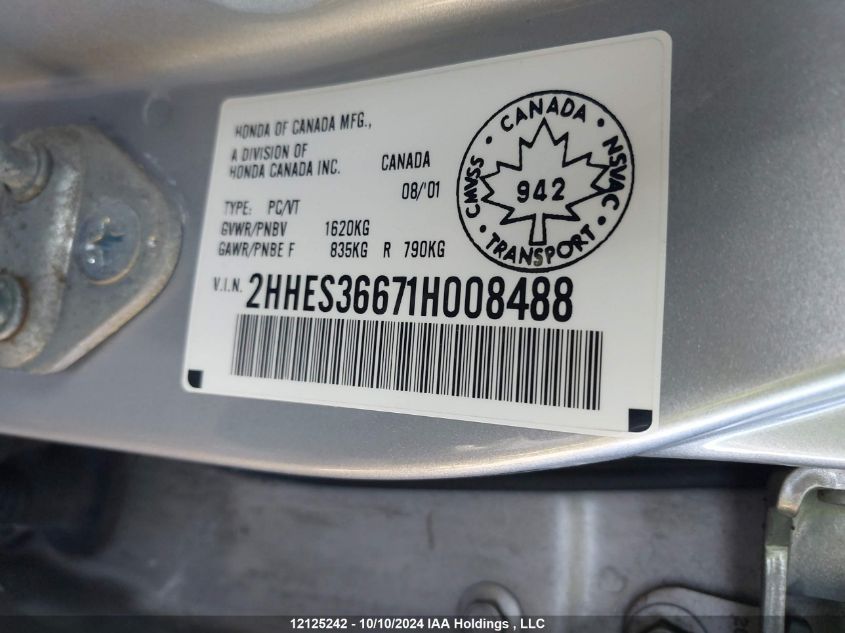 HONDA OF CANADA MFG.,
A DIVISION OF
HONDA CANADA INC.
CANADA
08/'01
TYPE: PC/VT
GVWR/PNBV 1620KG
GAWR/PNBE F 835KG R 790KG
V.I.N. 2HHES36671H008488
CANADA • NSVAC • TRANSPORT • CMVSS •
942
12125242 - 10/10/2024 IAA Holdings , LLC